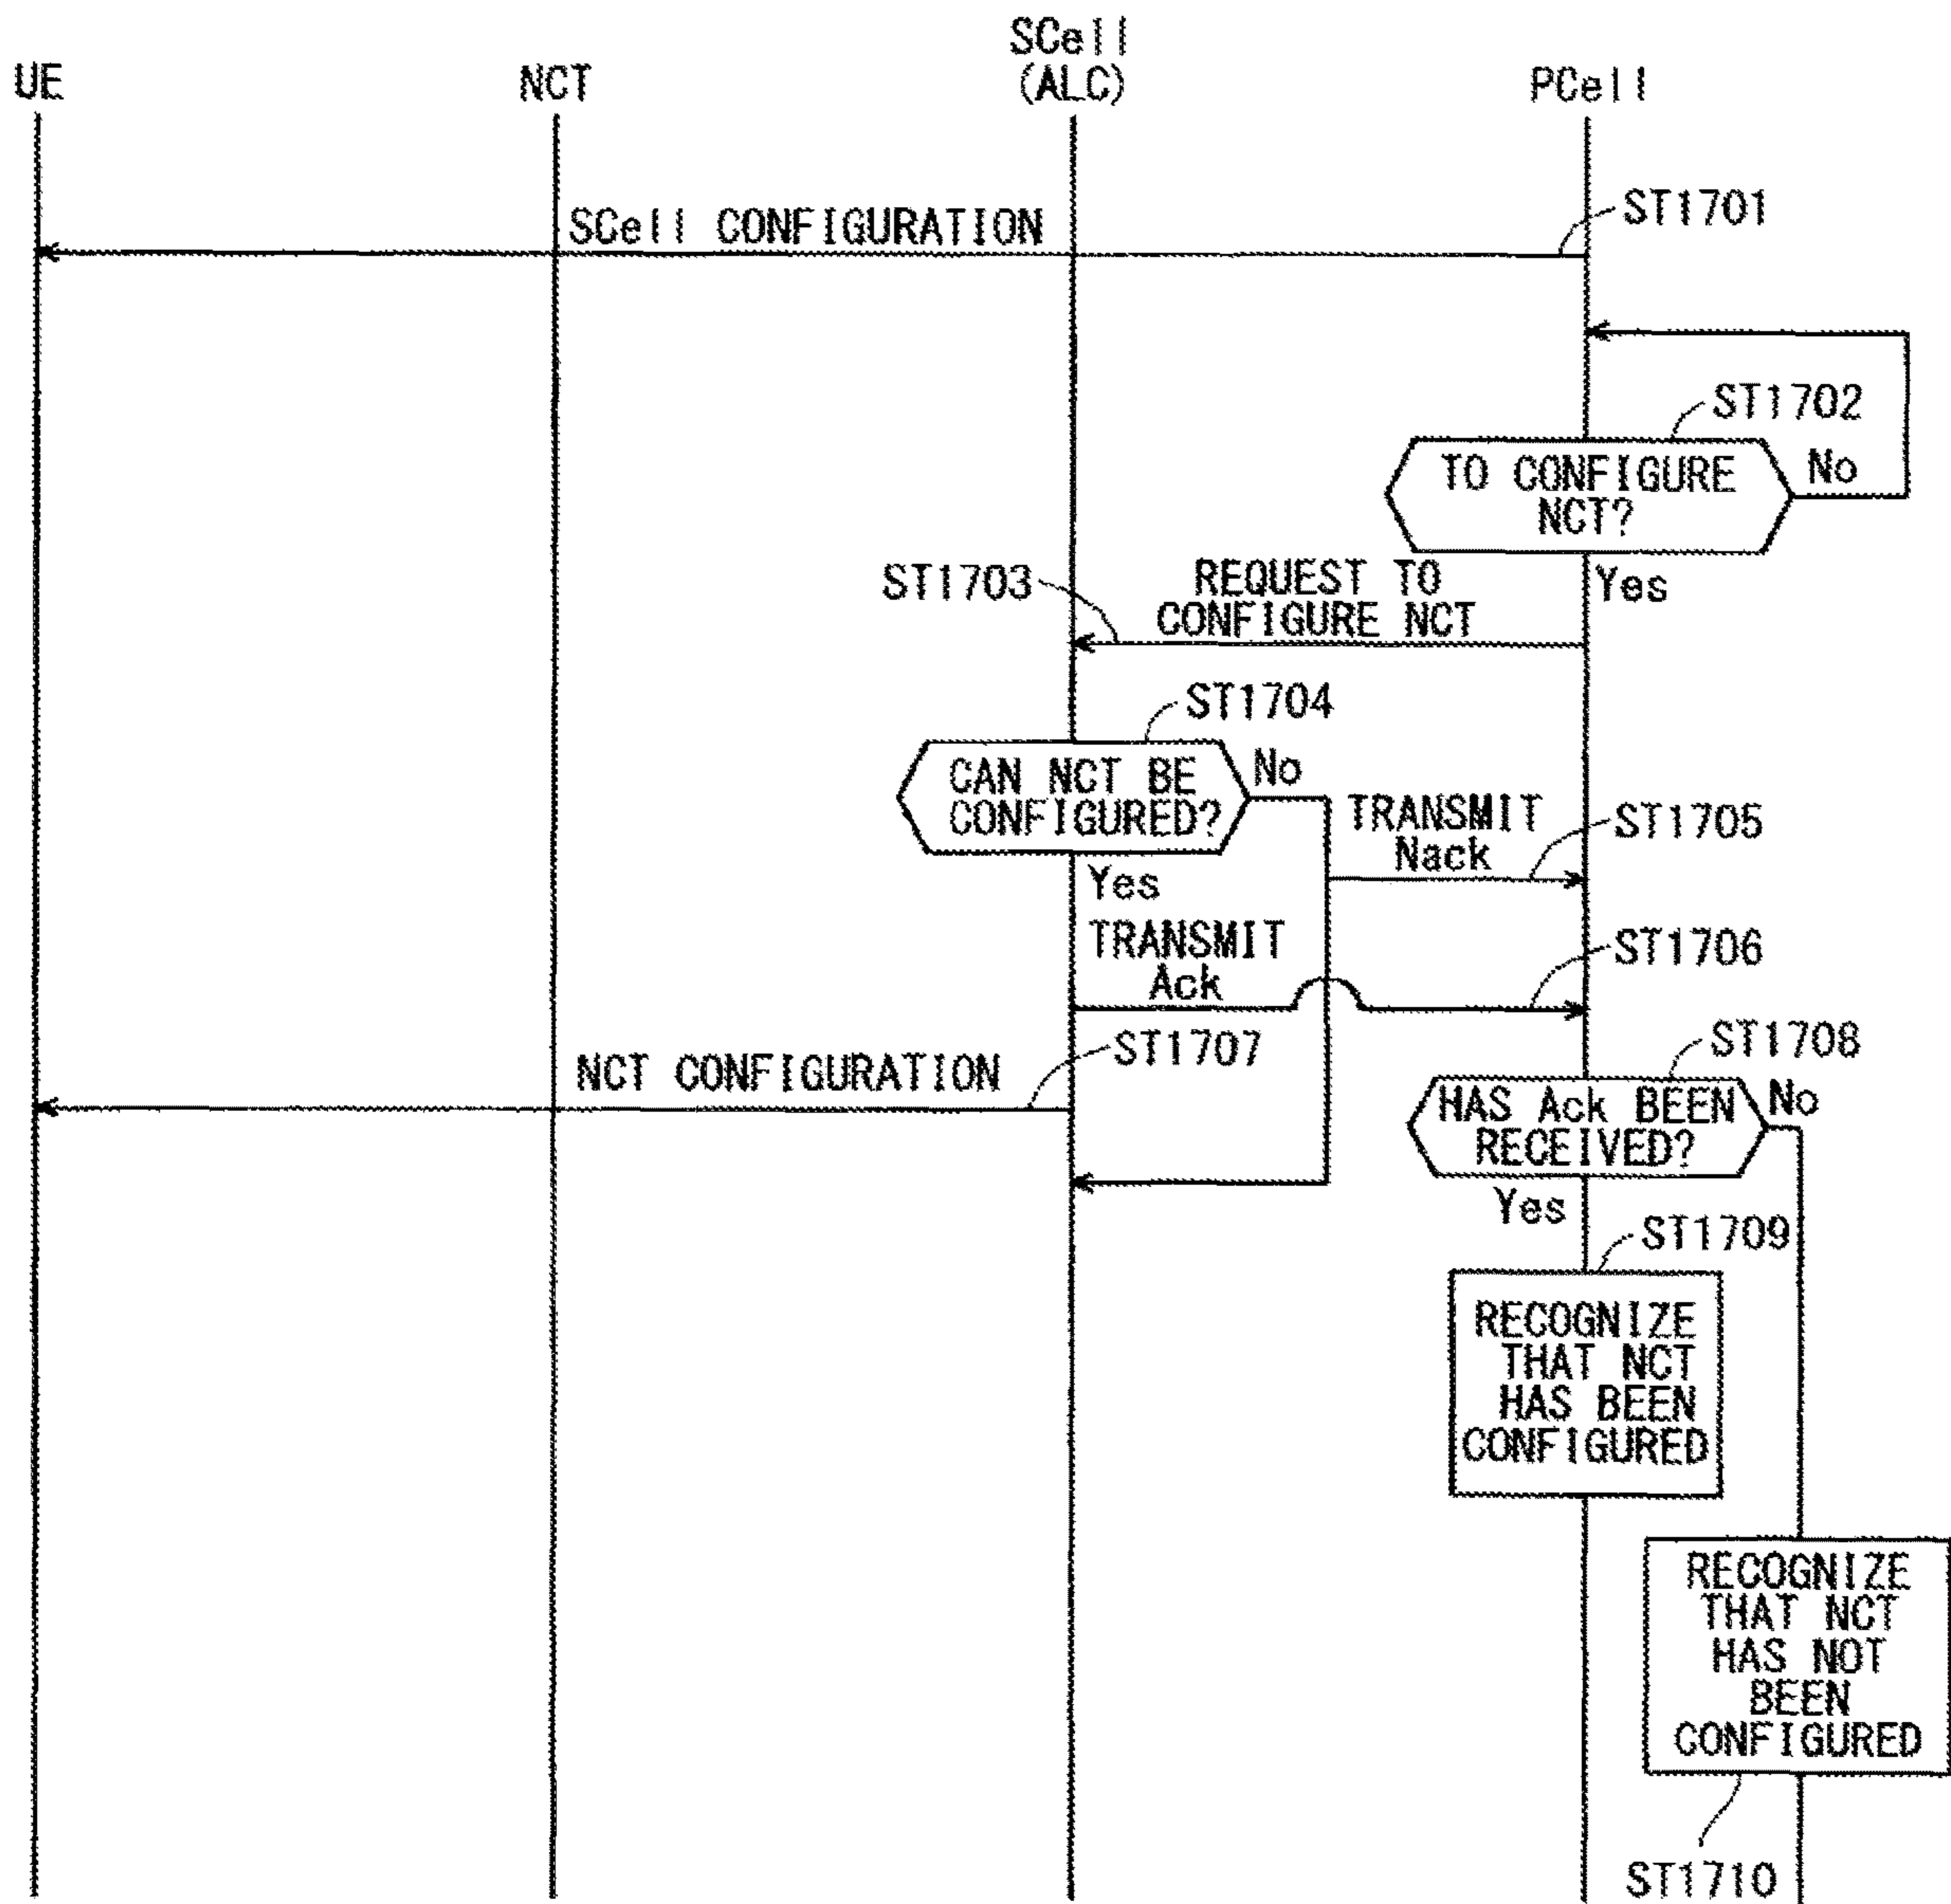 UE
NCT
SCell
(ALC)
PCell
SCell CONFIGURATION
ST1701
ST1702
TO CONFIGURE
NCT?
No
Yes
ST1703
REQUEST TO
CONFIGURE NCT
ST1704
CAN NCT BE
CONFIGURED?
No
Yes
TRANSMIT
Nack
ST1705
TRANSMIT
Ack
ST1706
NCT CONFIGURATION
ST1707
ST1708
HAS Ack BEEN
RECEIVED?
No
Yes
ST1709
RECOGNIZE
THAT NCT
HAS BEEN
CONFIGURED
RECOGNIZE
THAT NCT
HAS NOT
BEEN
CONFIGURED
ST1710